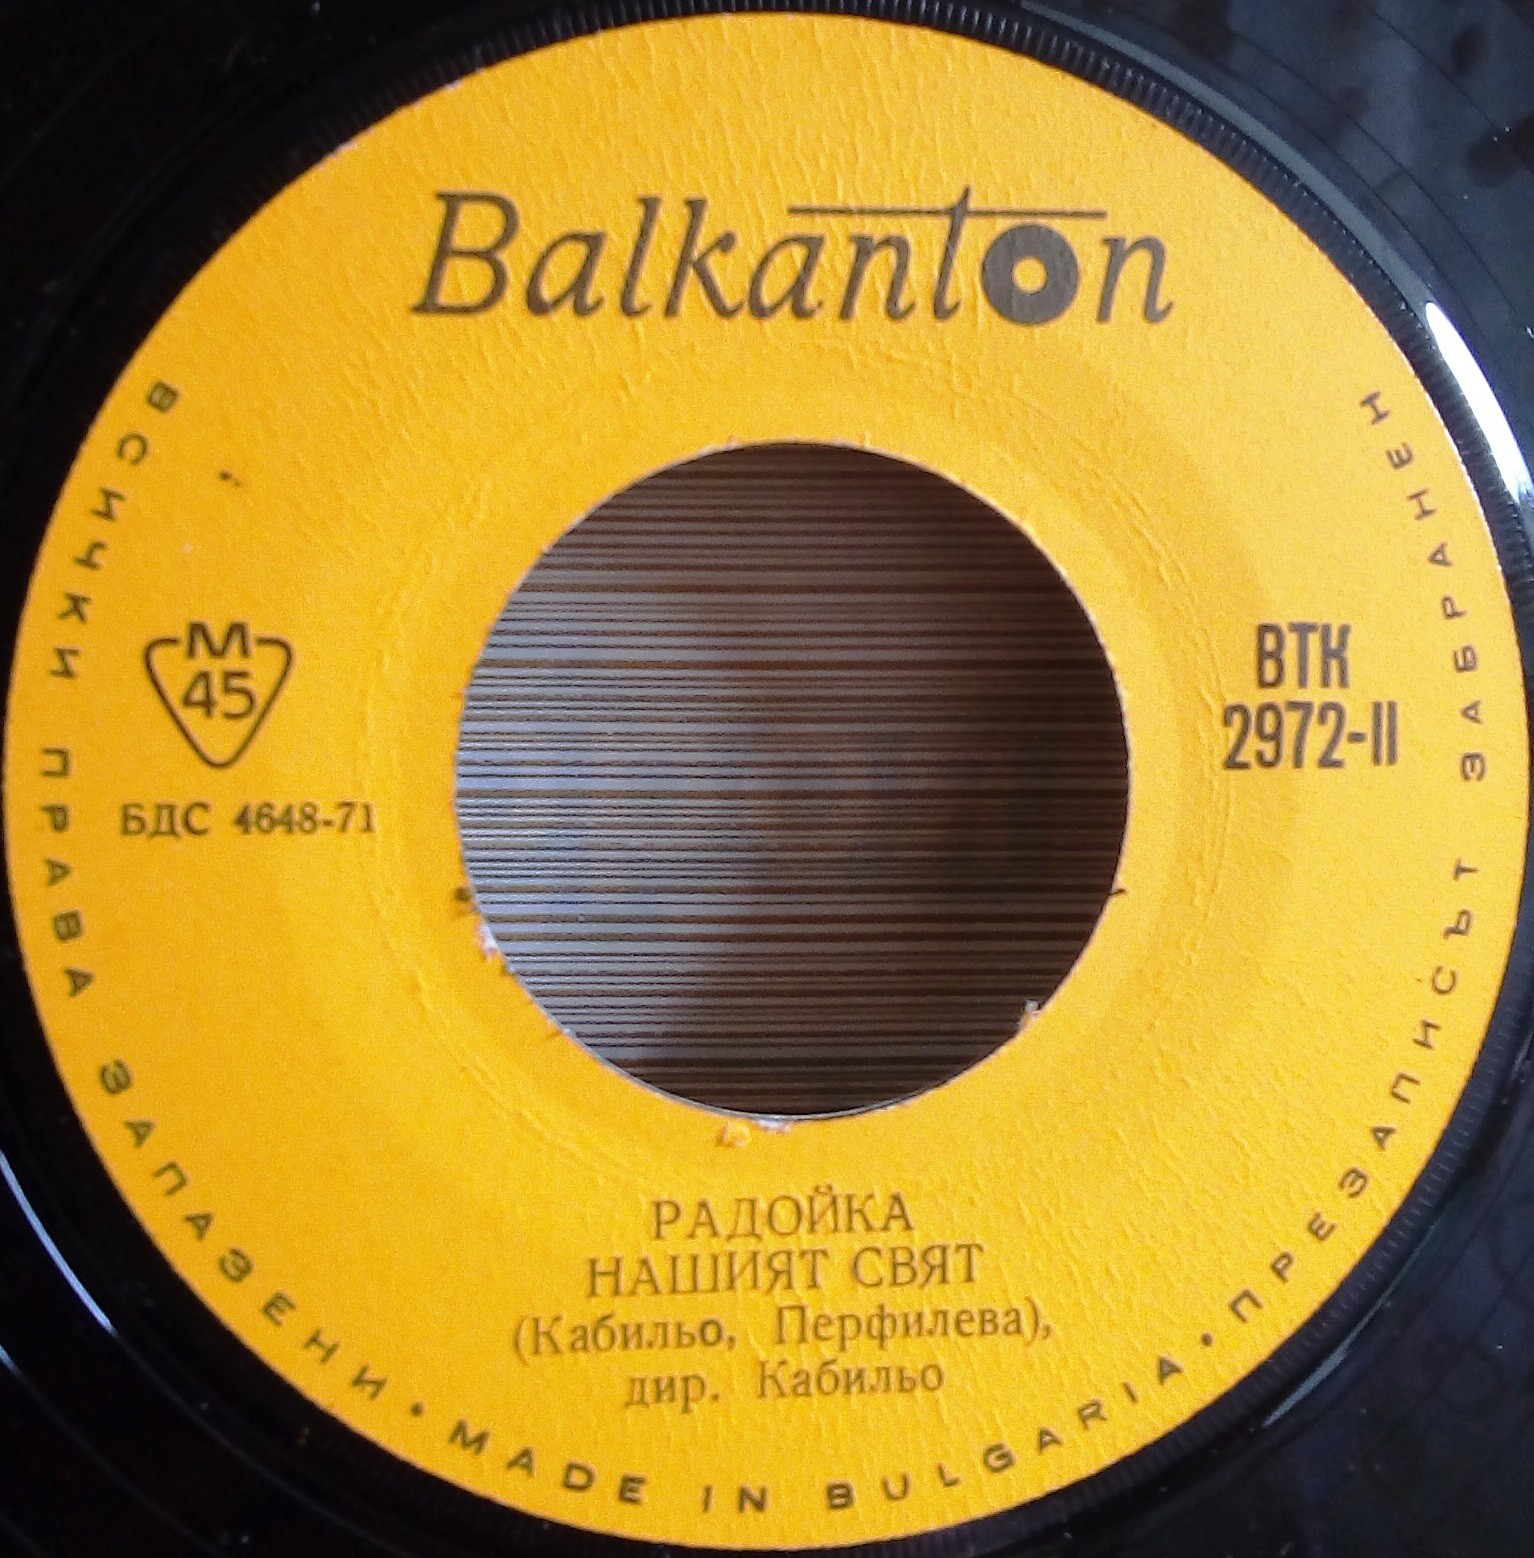 Balkanton
М
45
БДС 4648-71
ВТК
2972-II
РАДОЙКА
НАШИЯТ СВЯТ
(Кабильо, Перфилева),
дир. Кабильо
ВСИЧКИ ПРАВА ЗАПАЗЕНИ • MADE IN BULGARIA • ПРЕЗАПИСЪТ ЗАБРАНЕН